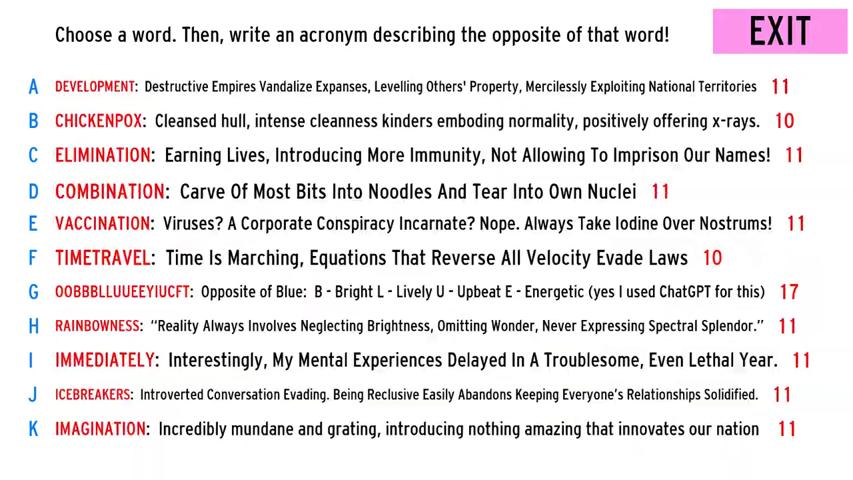 Choose a word. Then, write an acronym describing the opposite of that word!
EXIT
A DEVELOPMENT: Destructive Empires Vandalize Expanses, Levelling Others' Property, Mercilessly Exploiting National Territories 11
B CHICKENPOX: Cleansed hull, intense cleanness kinders emboding normality, positively offering x-rays. 10
C ELIMINATION: Earning Lives, Introducing More Immunity, Not Allowing To Imprison Our Names! 11
D COMBINATION: Carve Of Most Bits Into Noodles And Tear Into Own Nuclei 11
E VACCINATION: Viruses? A Corporate Conspiracy Incarnate? Nope. Always Take Iodine Over Nostrums! 11
F TIMETRAVEL: Time Is Marching, Equations That Reverse All Velocity Evade Laws 10
G OOBBBLLUUEEYIUCFT: Opposite of Blue: B - Bright L - Lively U - Upbeat E - Energetic (yes I used ChatGPT for this) 17
H RAINBOWNESS: “Reality Always Involves Neglecting Brightness, Omitting Wonder, Never Expressing Spectral Splendor.” 11
I IMMEDIATELY: Interestingly, My Mental Experiences Delayed In A Troublesome, Even Lethal Year. 11
J ICEBREAKERS: Introverted Conversation Evading. Being Reclusive Easily Abandons Keeping Everyone’s Relationships Solidified. 11
K IMAGINATION: Incredibly mundane and grating, introducing nothing amazing that innovates our nation 11